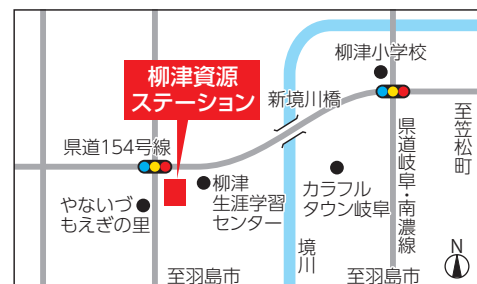 柳津小学校
柳津資源
ステーション
新境川橋
至笠松町
県道154号線
県道岐阜・南濃線
柳津
生涯学習
センター
カラフル
タウン岐阜
やないづ
もえぎの里
境川
N
至羽島市
至羽島市